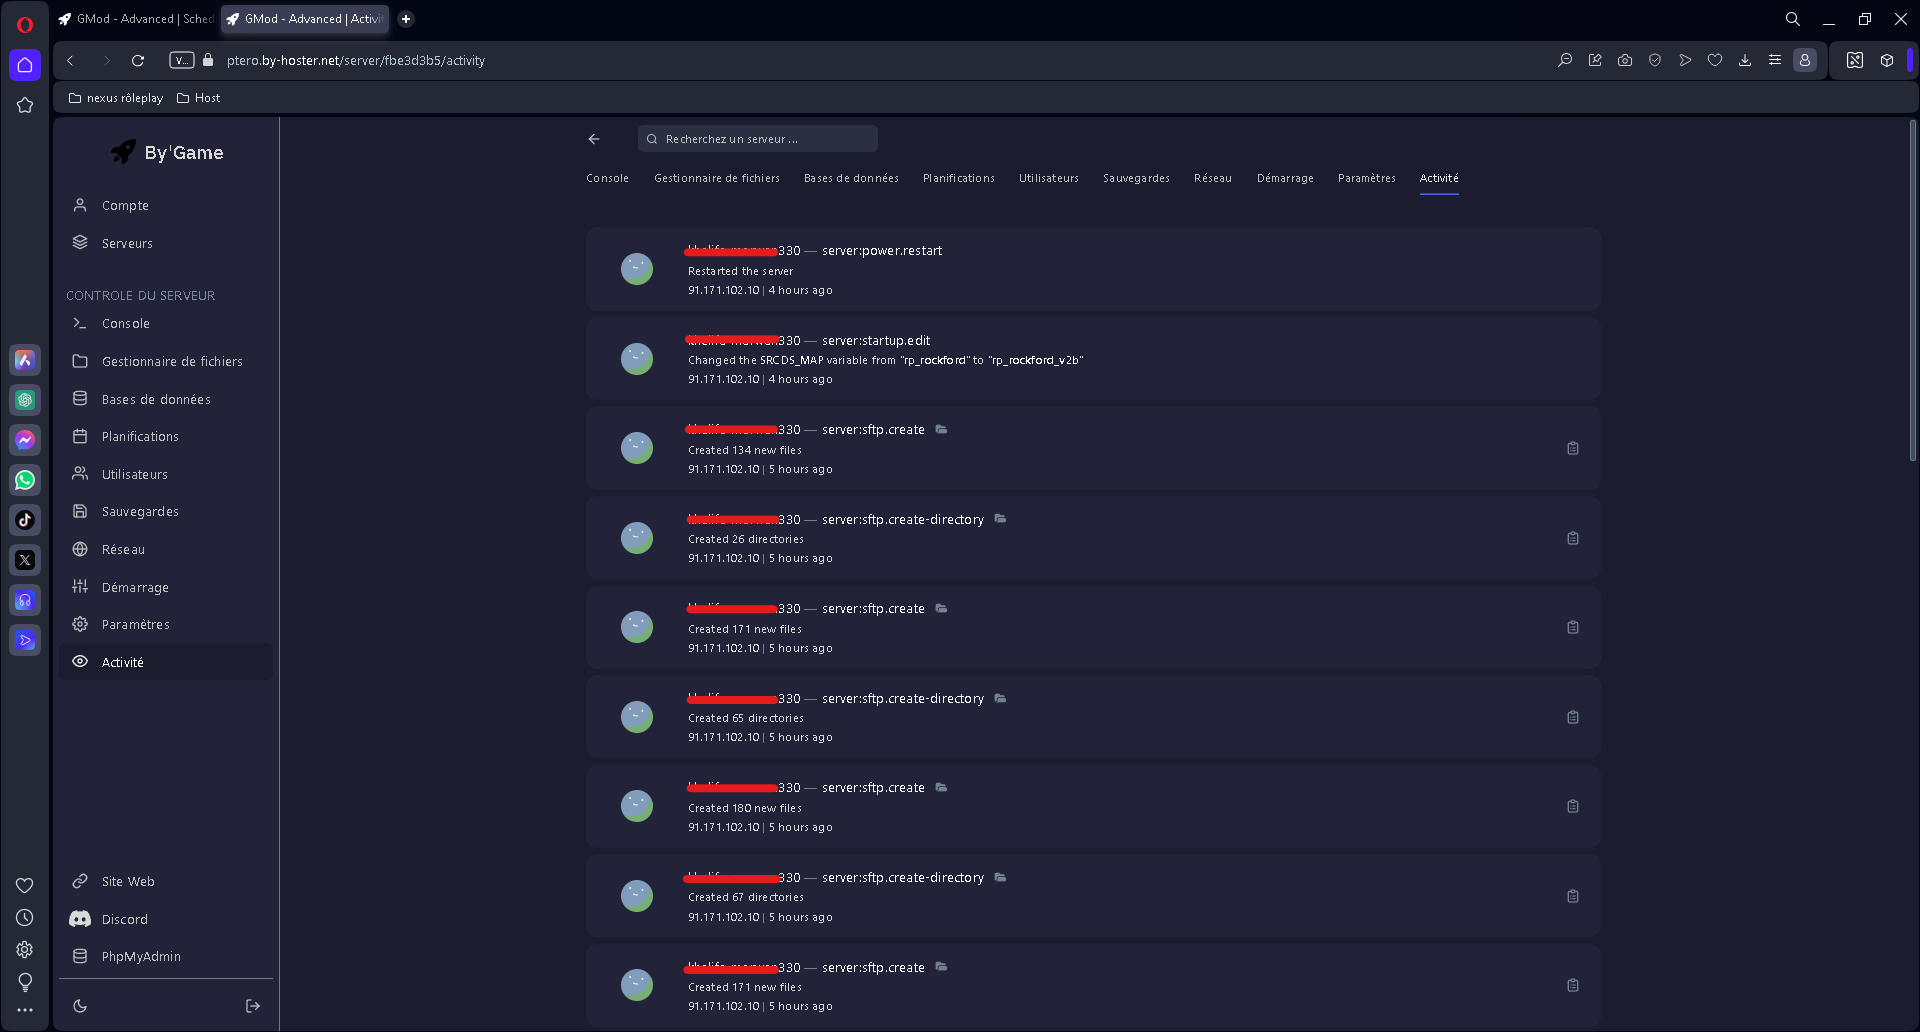 GMod - Advanced | Sched
GMod - Advanced | Activi
V...
ptero.by-hoster.net/server/fbe3d3b5/activity
nexus rôleplay
Host
By'Game
Compte
Serveurs
CONTROLE DU SERVEUR
Console
Gestionnaire de fichiers
Bases de données
Planifications
Utilisateurs
Sauvegardes
Réseau
Démarrage
Paramètres
Activité
Site Web
Discord
PhpMyAdmin
Recherchez un serveur ...
Console Gestionnaire de fichiers Bases de données Planifications Utilisateurs Sauvegardes Réseau Démarrage Paramètres Activité
330 — server:power.restart
Restarted the server
91.171.102.10 | 4 hours ago
330 — server:startup.edit
Changed the SRCDS_MAP variable from "rp_rockford" to "rp_rockford_v2b"
91.171.102.10 | 4 hours ago
330 — server:sftp.create
Created 134 new files
91.171.102.10 | 5 hours ago
330 — server:sftp.create-directory
Created 26 directories
91.171.102.10 | 5 hours ago
330 — server:sftp.create
Created 171 new files
91.171.102.10 | 5 hours ago
330 — server:sftp.create-directory
Created 65 directories
91.171.102.10 | 5 hours ago
330 — server:sftp.create
Created 180 new files
91.171.102.10 | 5 hours ago
330 — server:sftp.create-directory
Created 67 directories
91.171.102.10 | 5 hours ago
330 — server:sftp.create
Created 171 new files
91.171.102.10 | 5 hours ago